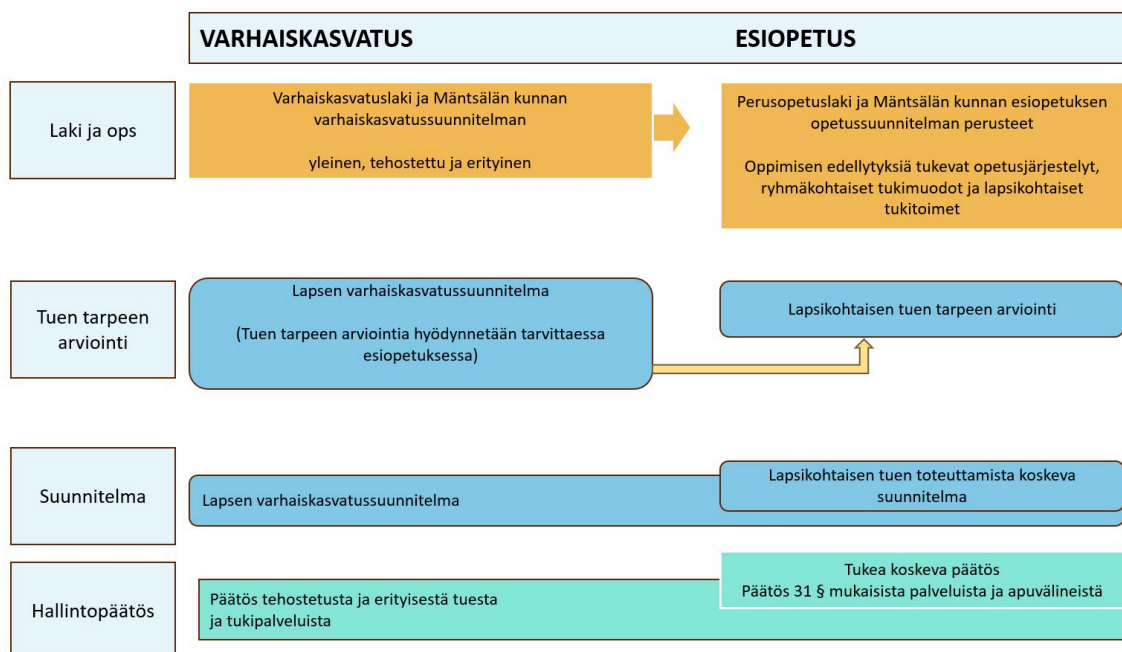 VARHAISKASVATUS
ESIOPETUS
Laki ja ops
Varhaiskasvatuslaki ja Mäntsälän kunnan
varhaiskasvatussuunnitelman
yleinen, tehostettu ja erityinen
Perusopetuslaki ja Mäntsälän kunnan esiopetuksen
opetussuunnitelman perusteet
Oppimisen edellytyksiä tukevat opetusjärjestelyt,
ryhmäkohtaiset tukimuodot ja lapsikohtaiset
tukitoimet
Tuen tarpeen
arviointi
Lapsen varhaiskasvatussuunnitelma
(Tuen tarpeen arviointia hyödynnetään tarvittaessa
esiopetuksessa)
Lapsikohtaisen tuen tarpeen arviointi
Suunnitelma
Lapsen varhaiskasvatussuunnitelma
Lapsikohtaisen tuen toteuttamista koskeva
suunnitelma
Hallintopäätös
Päätös tehostetusta ja erityisestä tuesta
ja tukipalveluista
Tukea koskeva päätös
Päätös 31 § mukaisista palveluista ja apuvälineistä